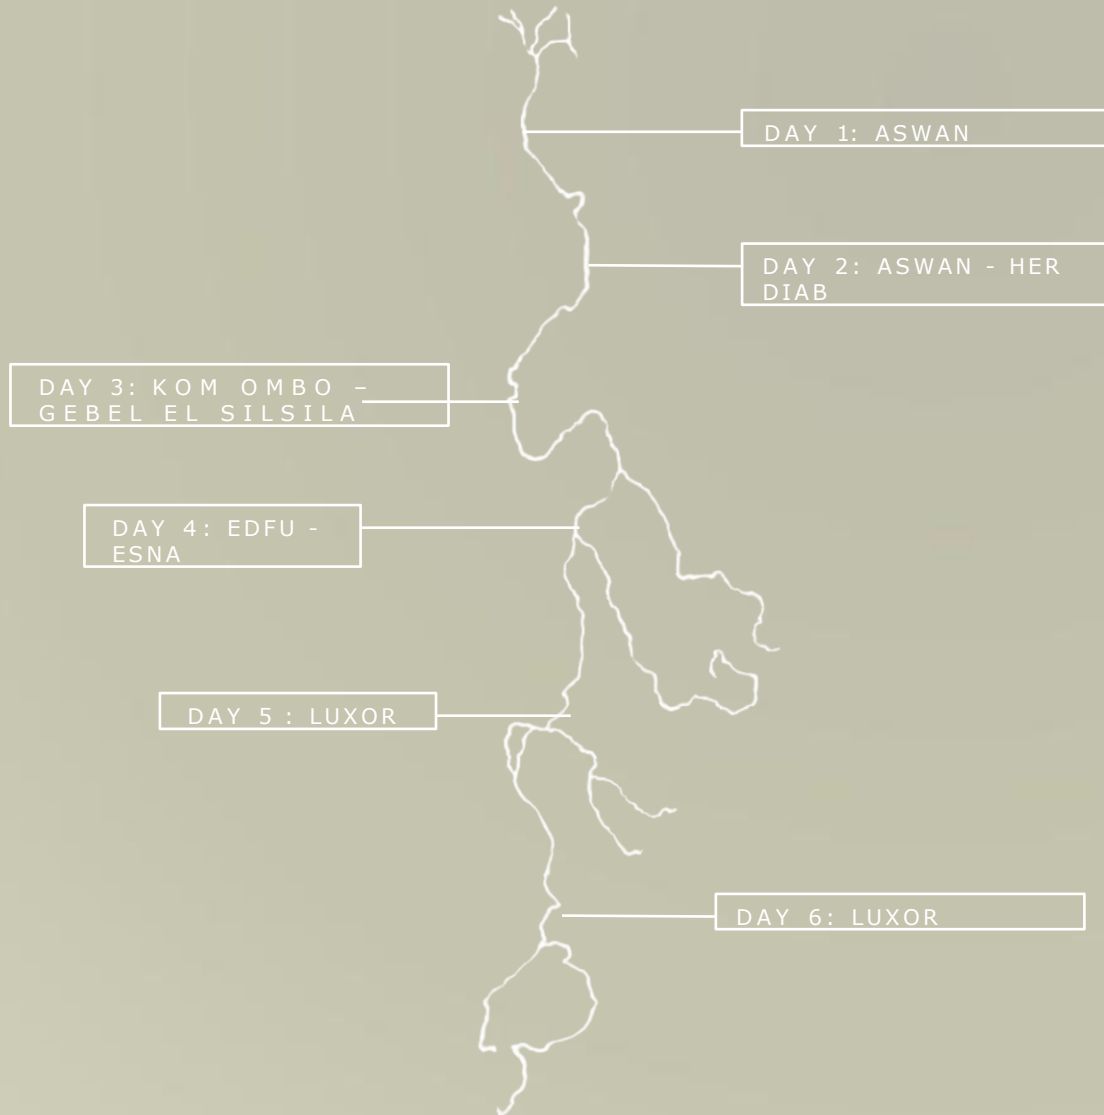 DAY 1: ASWAN
DAY 2: ASWAN - HER
DIAB
DAY 3: KOM OMBO –
GEBEL EL SILSILA
DAY 4: EDFU -
ESNA
DAY 5 : LUXOR
DAY 6: LUXOR